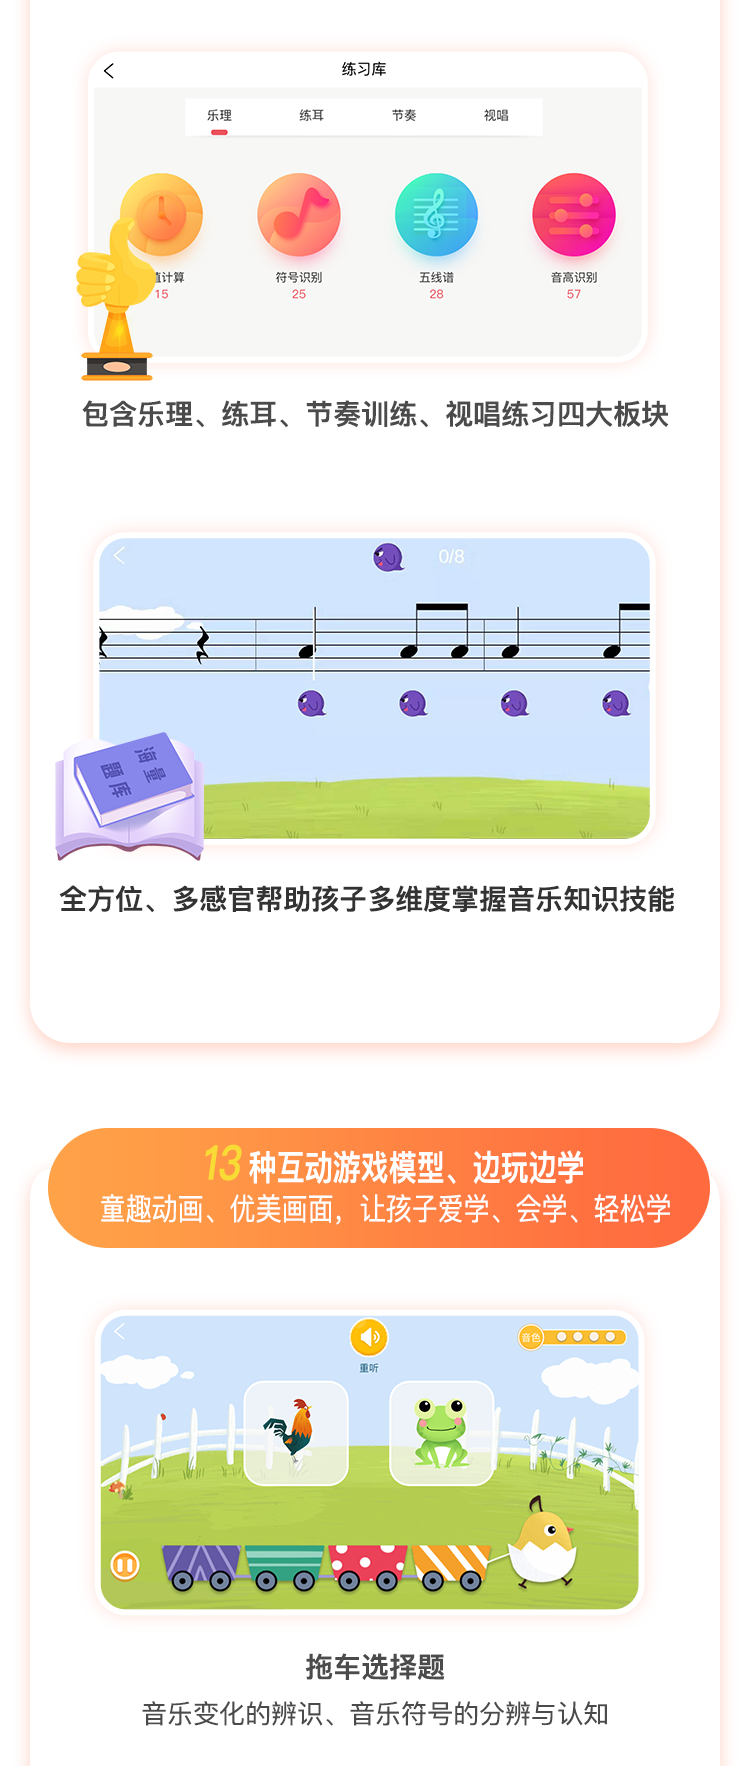 练习库
乐理 练耳 节奏 视唱
值计算 符号识别 五线谱 音高识别
15 25 28 57
包含乐理、练耳、节奏训练、视唱练习四大板块
0/8
海量
题库
全方位、多感官帮助孩子多维度掌握音乐知识技能
13种互动游戏模型、边玩边学
童趣动画、优美画面，让孩子爱学、会学、轻松学
音色
重听
拖车选择题
音乐变化的辨识、音乐符号的分辨与认知